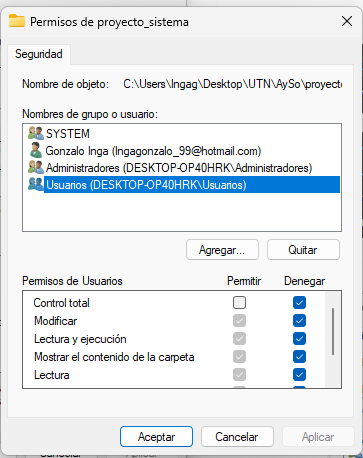 Permisos de proyecto_sistema
Seguridad
Nombre de objeto: C:\Users\Ingag\Desktop\UTN\AySo\proyecto
Nombres de grupo o usuario:
SYSTEM
Gonzalo Inga (Ingagonzalo_99@hotmail.com)
Administradores (DESKTOP-OP40HRK\Administradores)
Usuarios (DESKTOP-OP40HRK\Usuarios)
Agregar... Quitar
Permisos de Usuarios Permitir Denegar
Control total
Modificar
Lectura y ejecución
Mostrar el contenido de la carpeta
Lectura
Aceptar Cancelar Aplicar